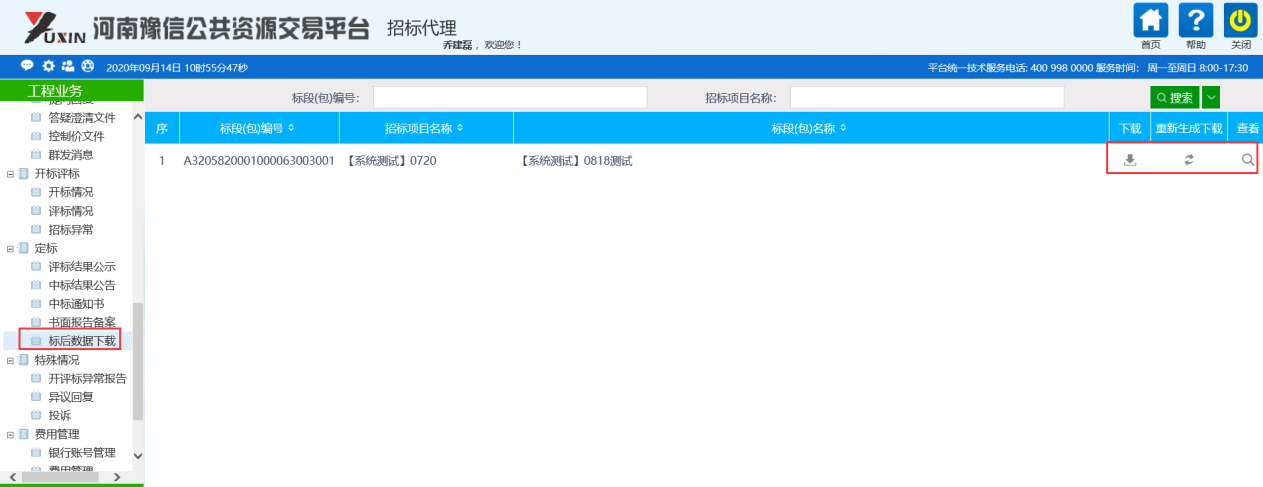 YUXIN 河南豫信公共资源交易平台 招标代理
乔建磊，欢迎您！
首页 帮助 关闭
2020年09月14日 10时55分47秒 平台统一技术服务电话: 400 998 0000 服务时间： 周一至周日 8:00-17:30
工程业务
标段(包)编号： 招标项目名称： 搜索
答疑澄清文件
控制价文件
群发消息
开标评标
开标情况
评标情况
招标异常
定标
评标结果公示
中标结果公告
中标通知书
书面报告备案
标后数据下载
特殊情况
开评标异常报告
异议回复
投诉
费用管理
银行账号管理
费用管理
序 标段(包)编号 招标项目名称 标段(包)名称 下载 重新生成下载 查看
1 A3205820001000063003001 【系统测试】0720 【系统测试】0818测试